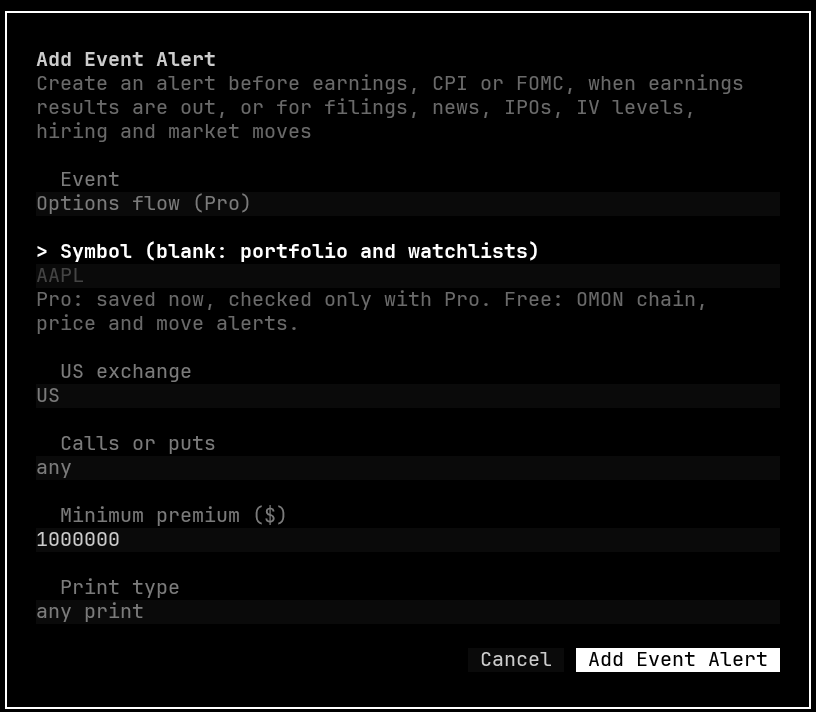 Add Event Alert
Create an alert before earnings, CPI or FOMC, when earnings
results are out, or for filings, news, IPOs, IV levels,
hiring and market moves
Event
Options flow (Pro)
> Symbol (blank: portfolio and watchlists)
AAPL
Pro: saved now, checked only with Pro. Free: OMON chain,
price and move alerts.
US exchange
US
Calls or puts
any
Minimum premium ($)
1000000
Print type
any print
Cancel Add Event Alert